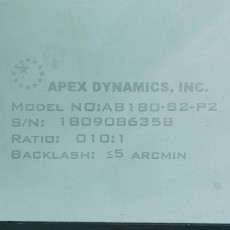 APEX DYNAMICS, INC.
MODEL NO:AB180-S2-P2
S/N: 1809086358
RATIO: 010:1
BACKLASH: ≤5 ARCMIN